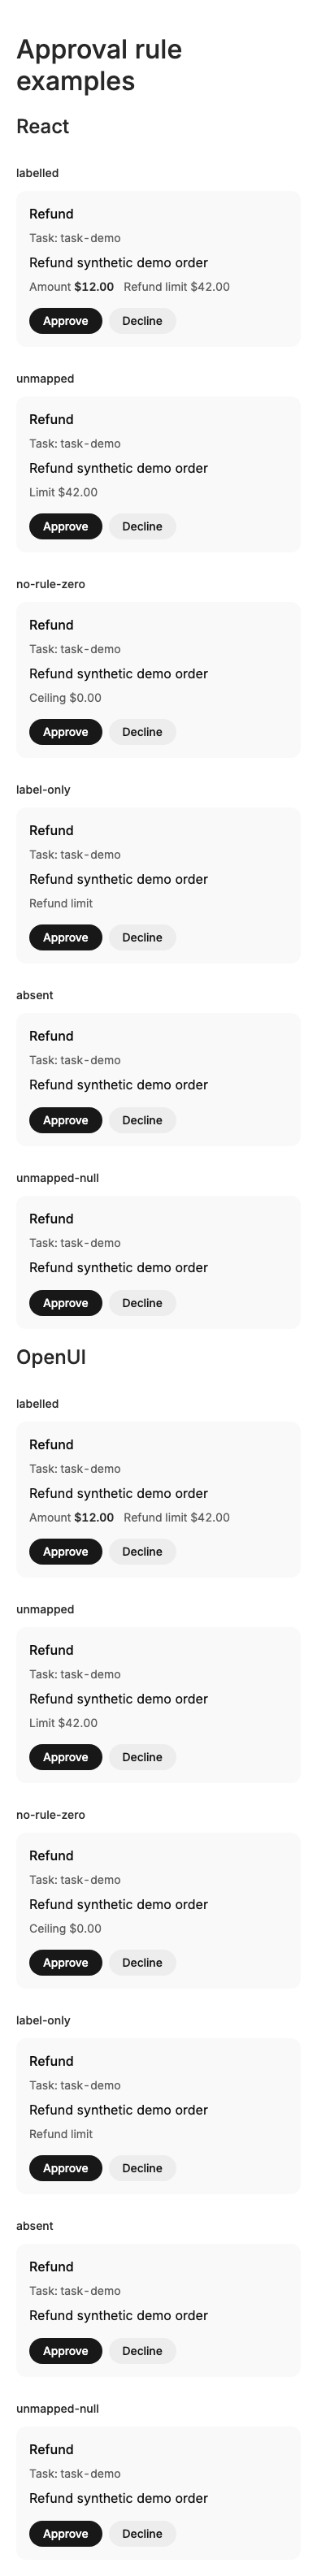 Approval rule
examples
React
labelled
Refund
Task: task-demo
Refund synthetic demo order
Amount $12.00 Refund limit $42.00
Approve Decline
unmapped
Refund
Task: task-demo
Refund synthetic demo order
Limit $42.00
Approve Decline
no-rule-zero
Refund
Task: task-demo
Refund synthetic demo order
Ceiling $0.00
Approve Decline
label-only
Refund
Task: task-demo
Refund synthetic demo order
Refund limit
Approve Decline
absent
Refund
Task: task-demo
Refund synthetic demo order
Approve Decline
unmapped-null
Refund
Task: task-demo
Refund synthetic demo order
Approve Decline
OpenUI
labelled
Refund
Task: task-demo
Refund synthetic demo order
Amount $12.00 Refund limit $42.00
Approve Decline
unmapped
Refund
Task: task-demo
Refund synthetic demo order
Limit $42.00
Approve Decline
no-rule-zero
Refund
Task: task-demo
Refund synthetic demo order
Ceiling $0.00
Approve Decline
label-only
Refund
Task: task-demo
Refund synthetic demo order
Refund limit
Approve Decline
absent
Refund
Task: task-demo
Refund synthetic demo order
Approve Decline
unmapped-null
Refund
Task: task-demo
Refund synthetic demo order
Approve Decline